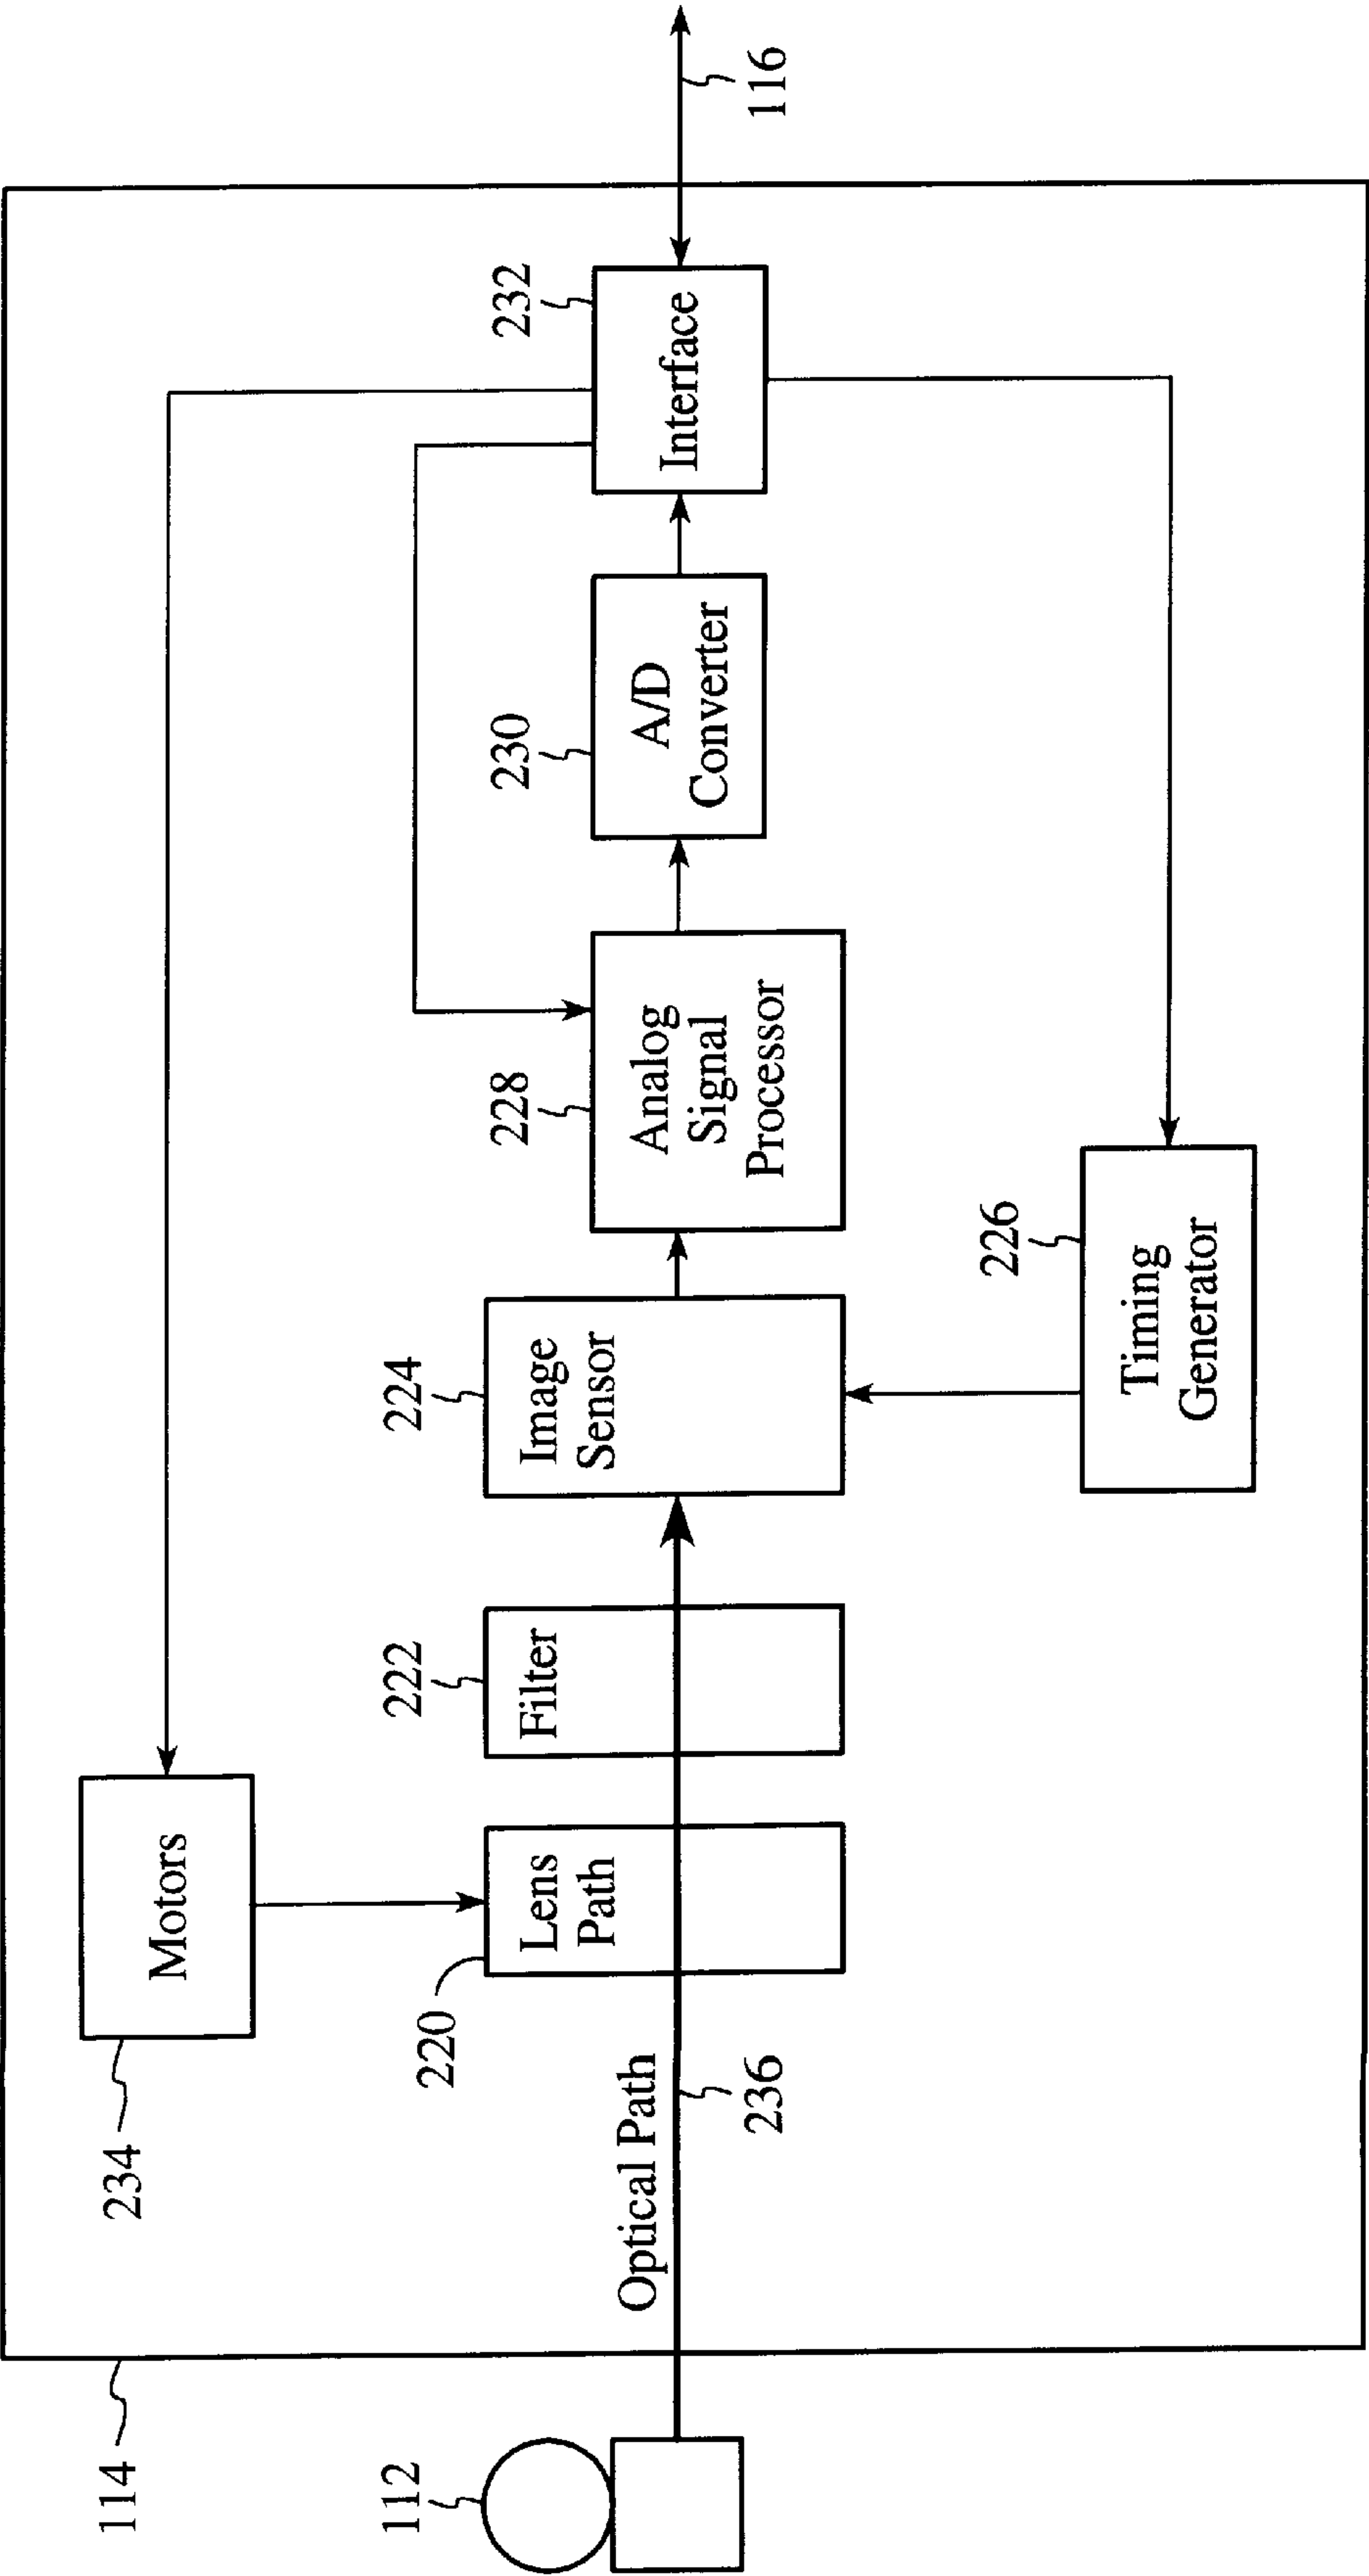 114
112
234
Motors
220
Lens
Path
Optical Path
236
222
Filter
224
Image
Sensor
226
Timing
Generator
228
Analog
Signal
Processor
230
A/D
Converter
232
Interface
116